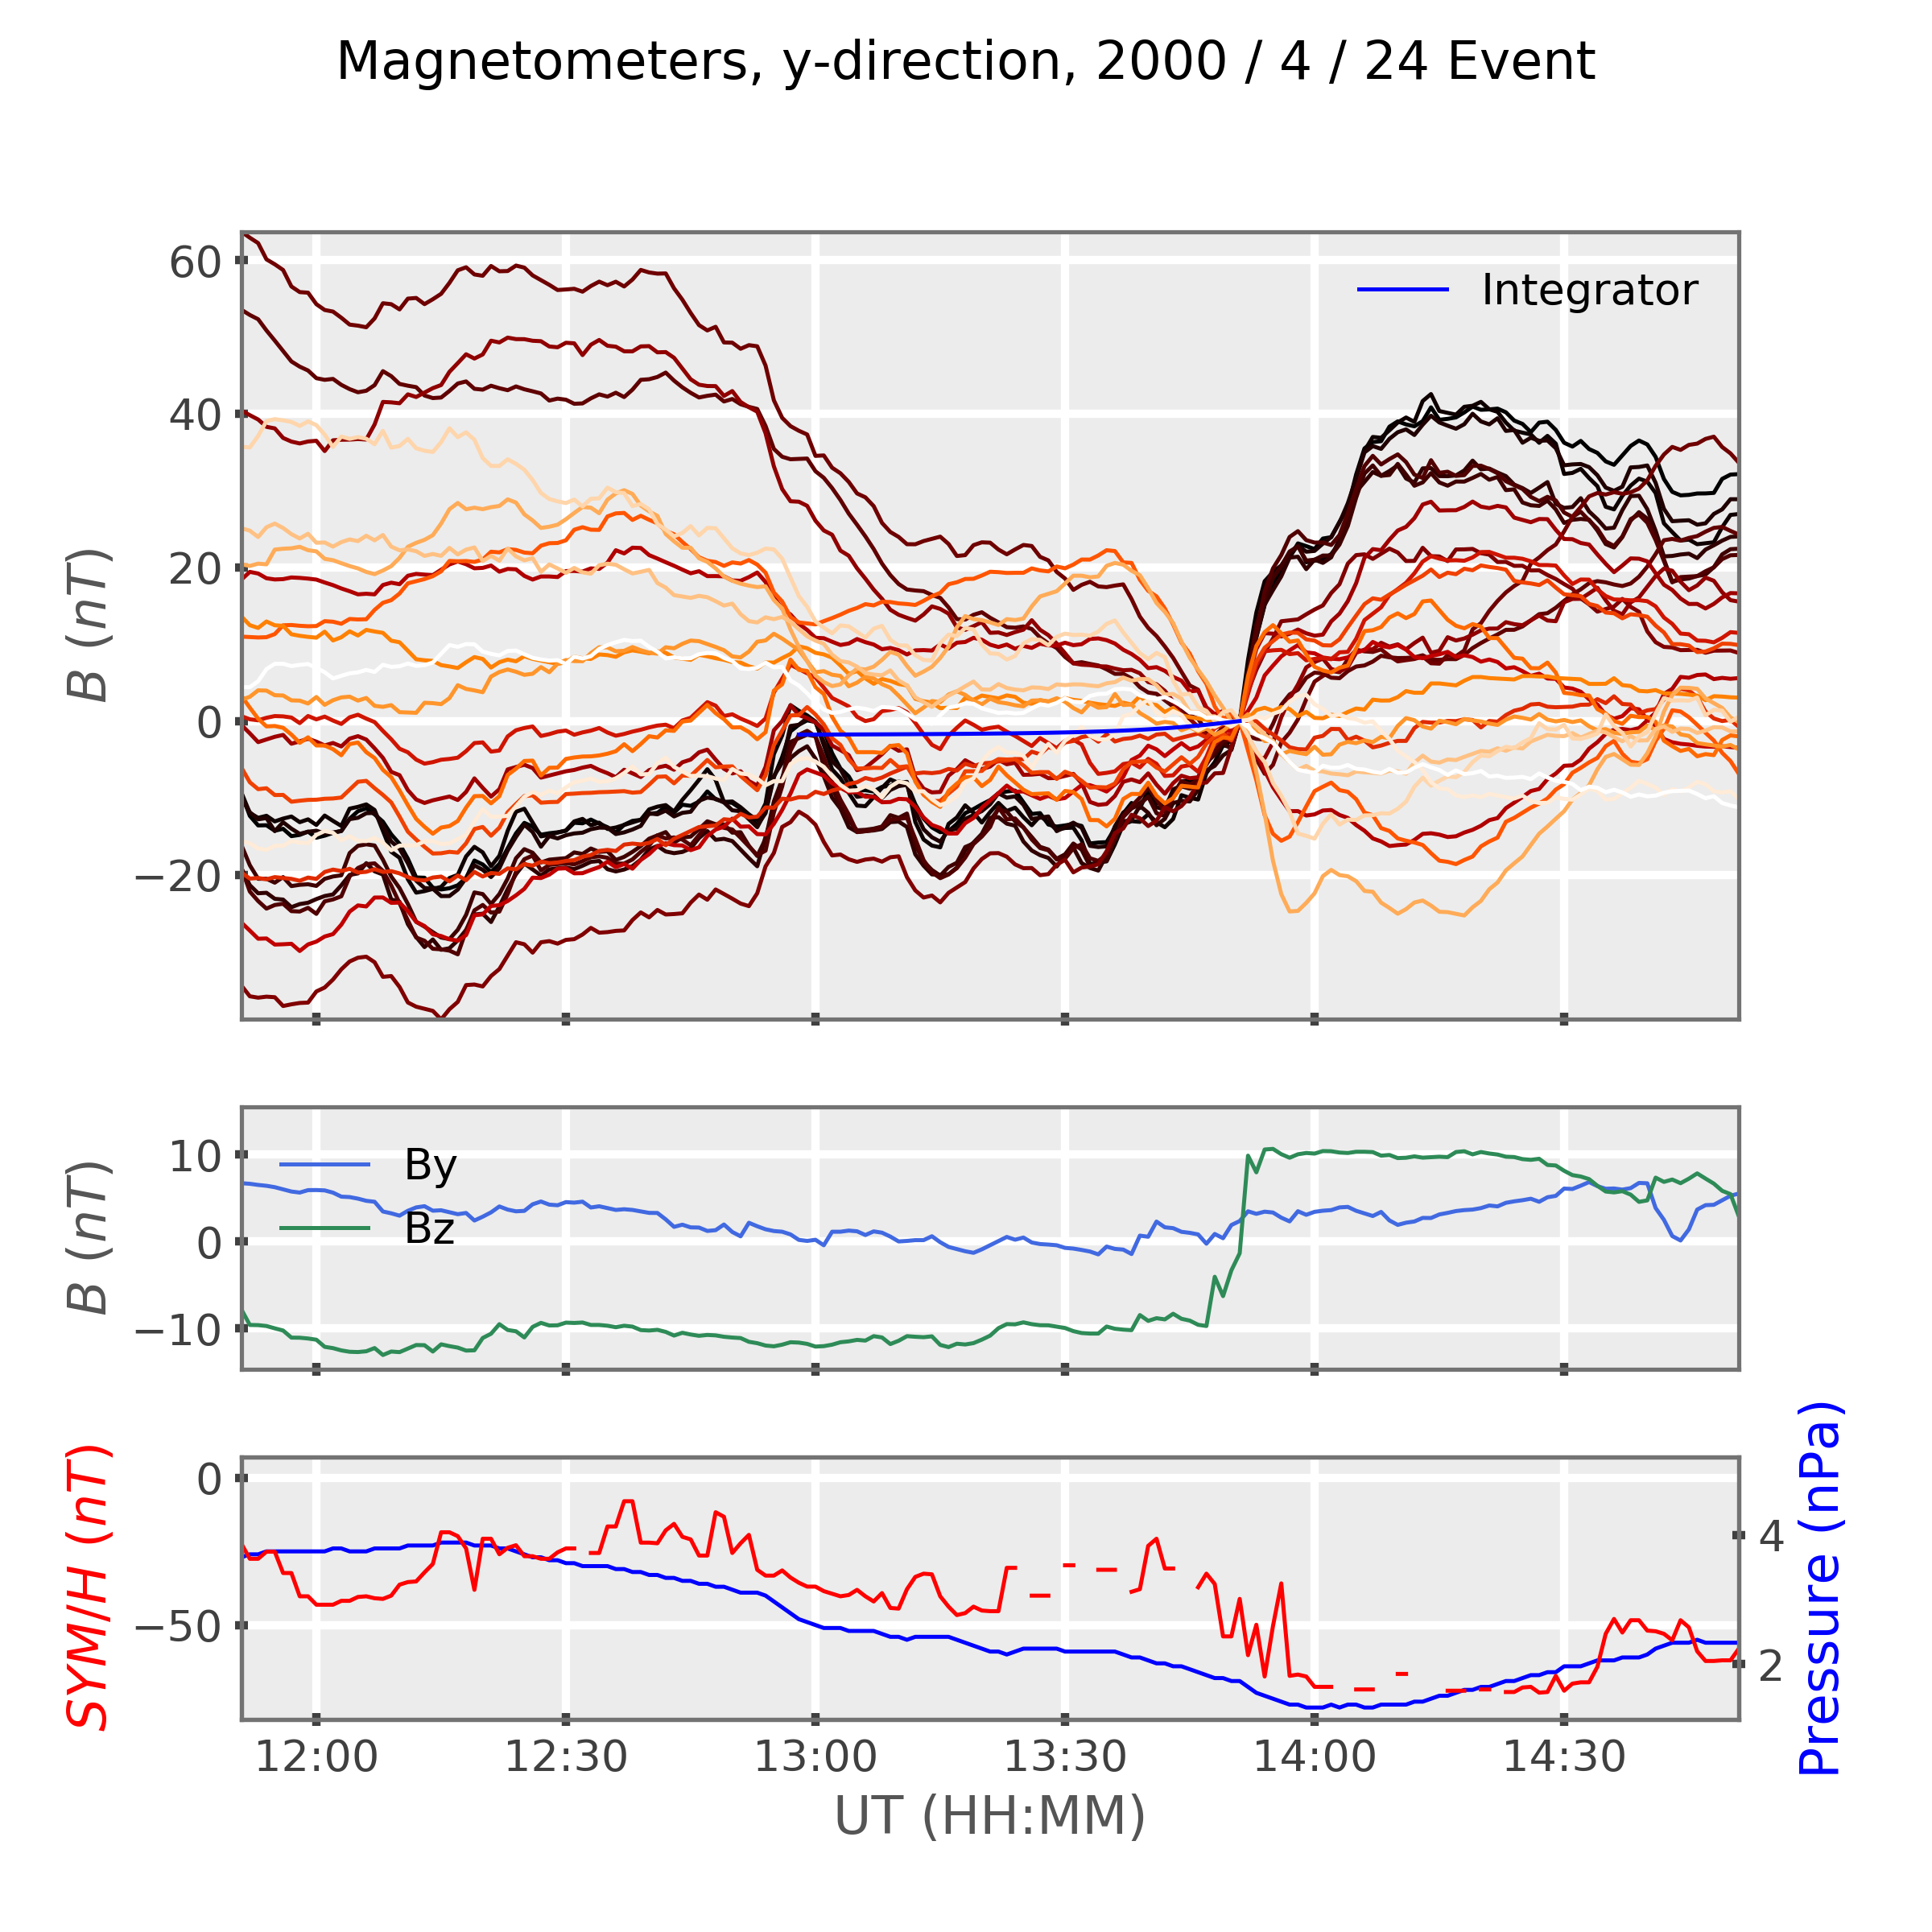 Magnetometers, y-direction, 2000 / 4 / 24 Event
60
40
20
0
−20
B (nT)
Integrator
10
0
−10
B (nT)
By
Bz
0
−50
SYM/H (nT)
4
2
Pressure (nPa)
12:00 12:30 13:00 13:30 14:00 14:30
UT (HH:MM)